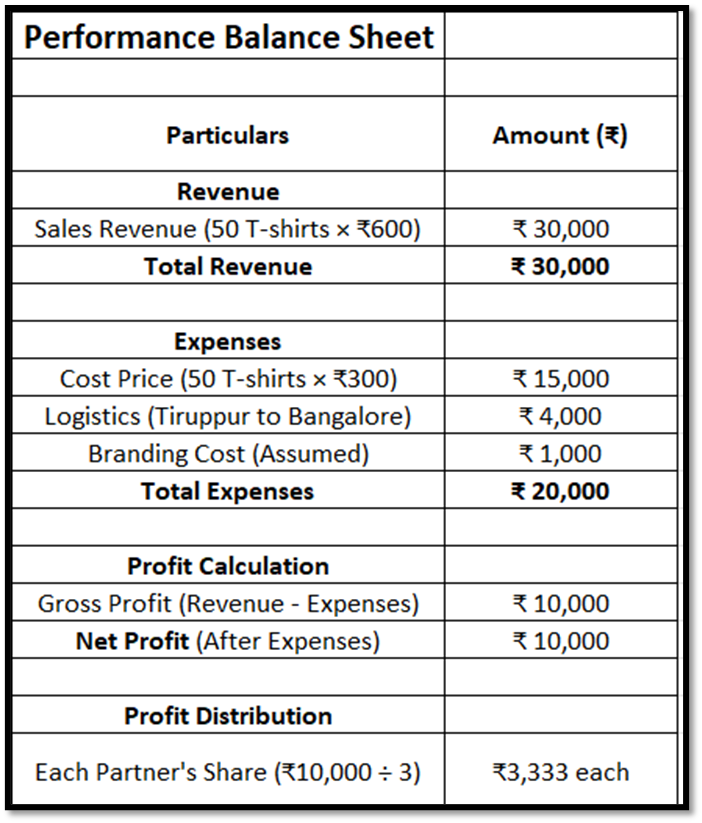 Performance Balance Sheet
Particulars Amount (₹)
Revenue
Sales Revenue (50 T-shirts × ₹600) ₹ 30,000
Total Revenue ₹ 30,000
Expenses
Cost Price (50 T-shirts × ₹300) ₹ 15,000
Logistics (Tiruppur to Bangalore) ₹ 4,000
Branding Cost (Assumed) ₹ 1,000
Total Expenses ₹ 20,000
Profit Calculation
Gross Profit (Revenue - Expenses) ₹ 10,000
Net Profit (After Expenses) ₹ 10,000
Profit Distribution
Each Partner's Share (₹10,000 ÷ 3) ₹3,333 each